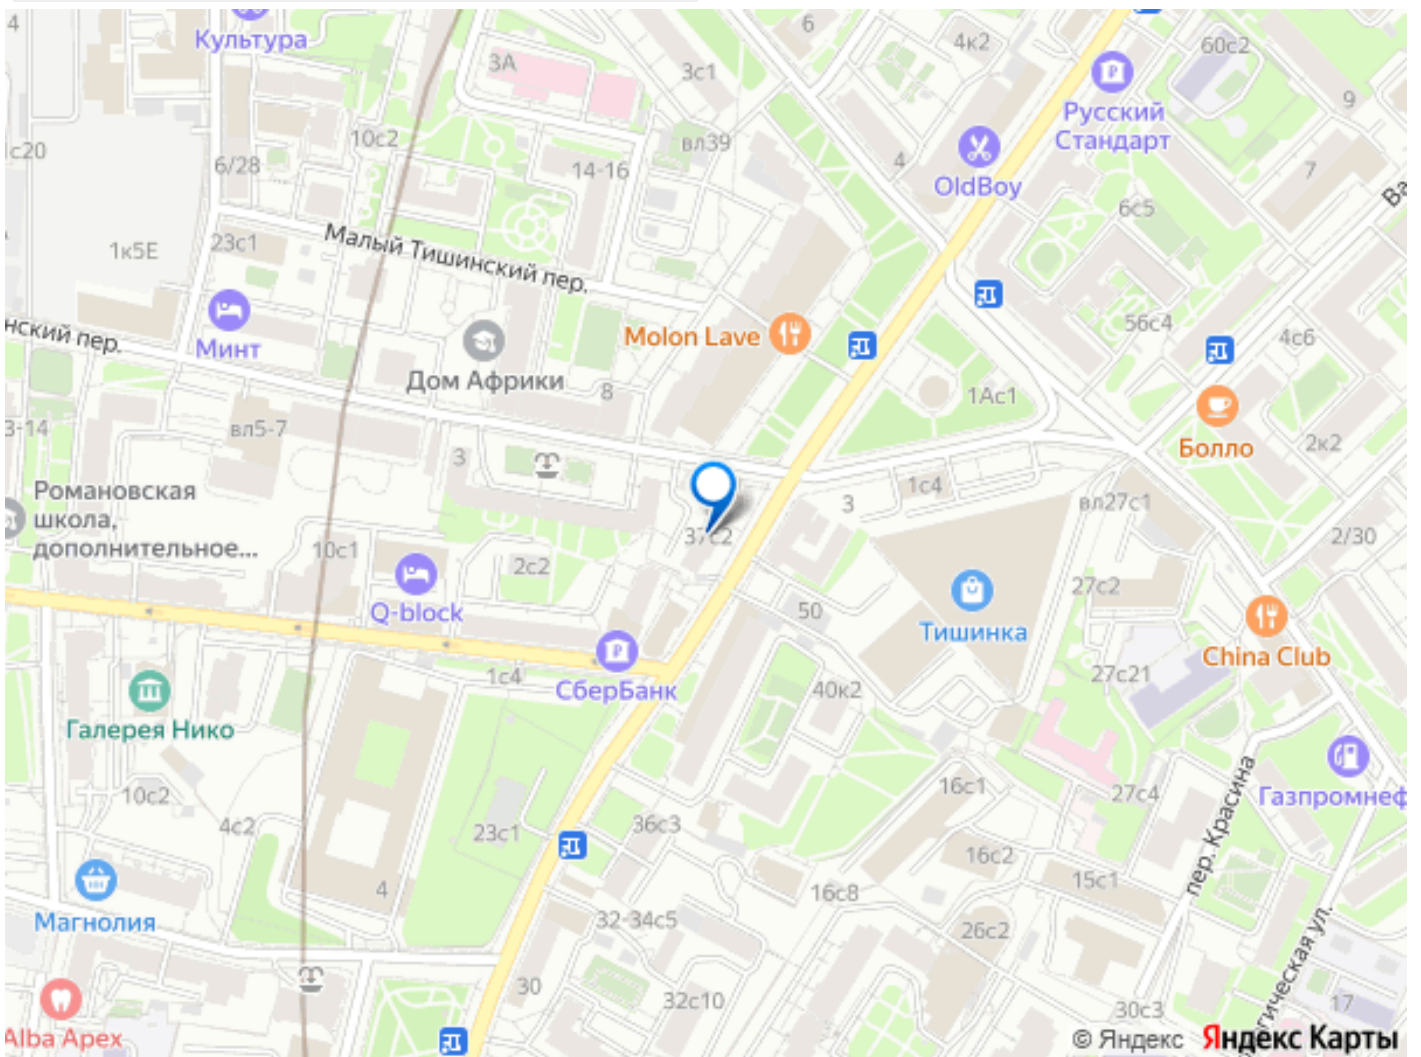 4
Культура
6
4к2
60с2
3А
3с1
Русский
Стандарт
9
с20
10с2
6/28
14-16
вл39
4
OldBoy
7
6с5
Ва
Малый Тишинский пер.
23с1
1к5Е
нский пер.
Минт
Дом Африки
Molon Lave
56с4
4с6
8
1Ас1
Болло
3-14
вл5-7
3
2к2
Романовская
школа,
дополнительное...
1с4
3
вл27с1
37с2
2/30
10с1
2с2
Q-block
50
Тишинка
27с2
China Club
СберБанк
1с4
40к2
27с21
Галерея Нико
10с2
4с2
23с1
36с3
16с1
27с4
пер. Красина
Газпромнеф
16с2
15с1
4
16с8
Магнолия
32-34с5
26с2
гическая ул.
30
32с10
30с3
17
Alba Apex
© Яндекс Яндекс Карты